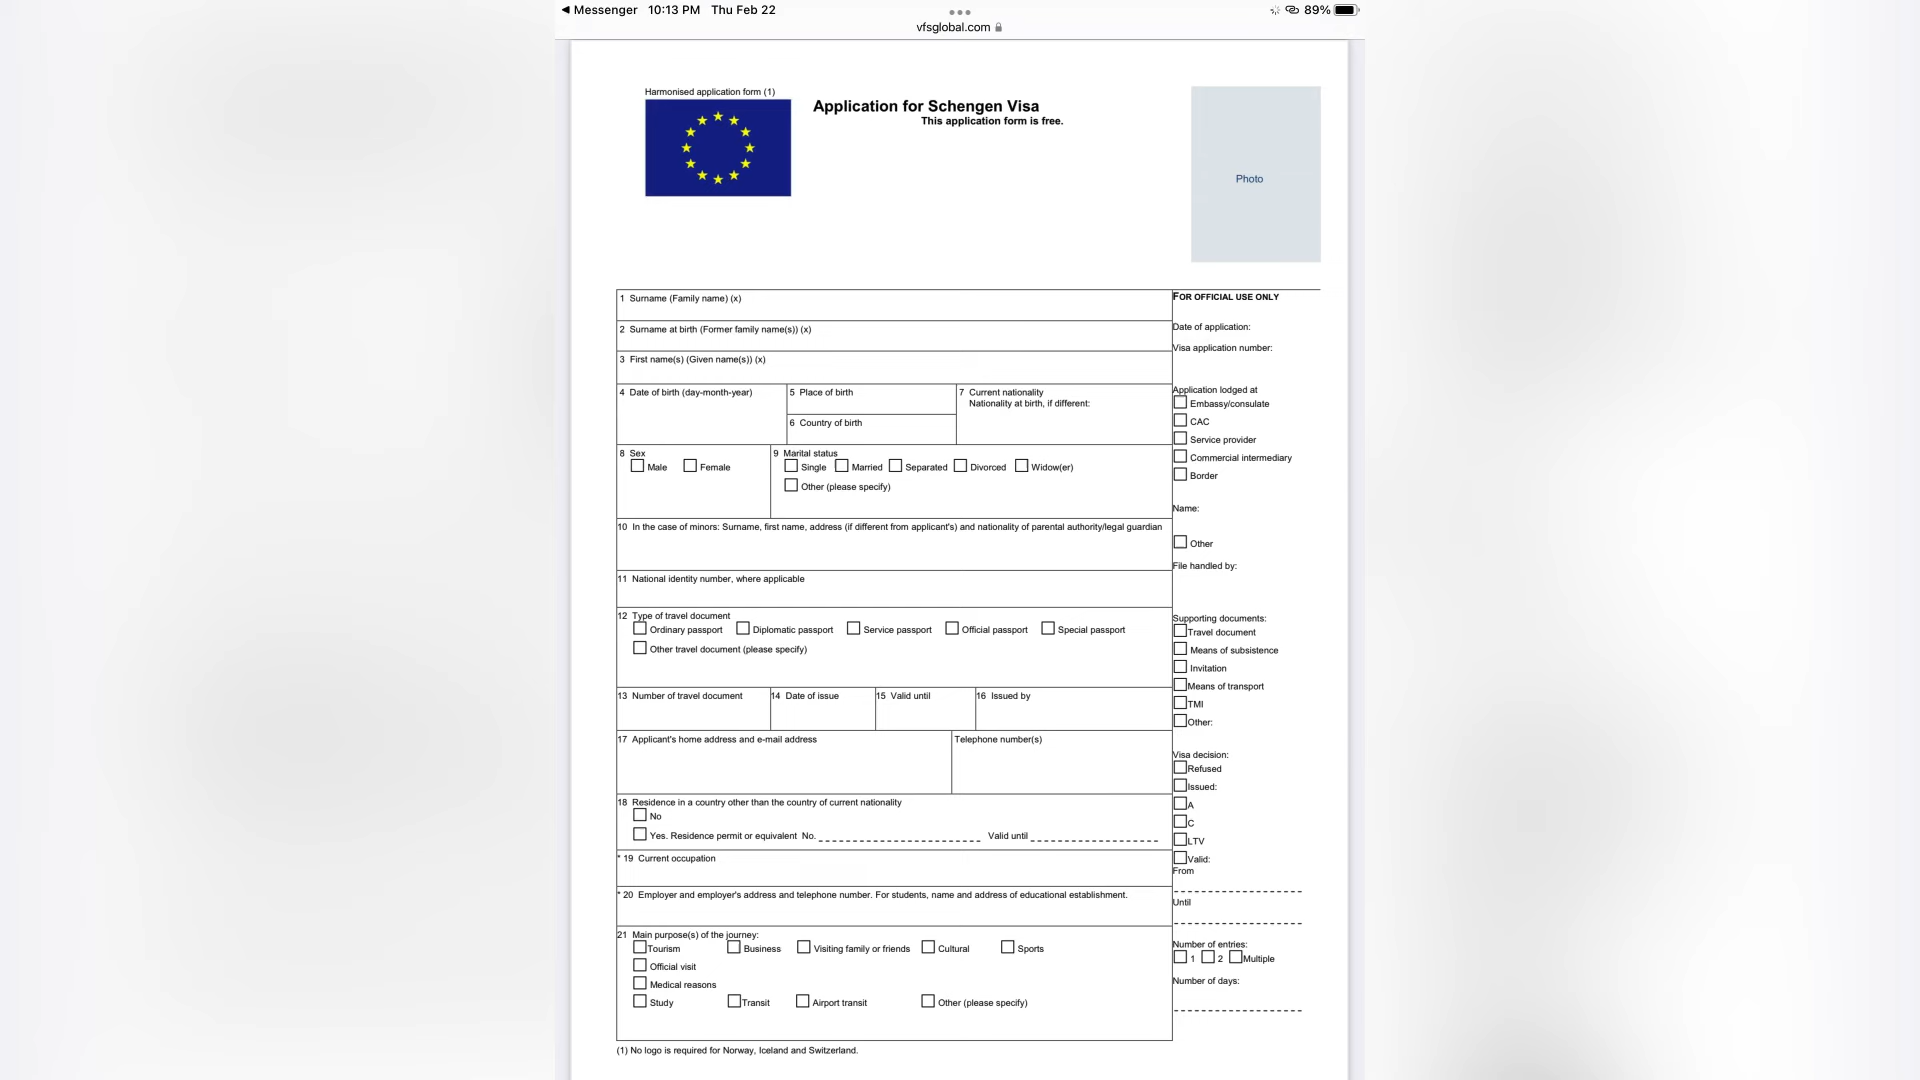 ◀ Messenger 10:13 PM Thu Feb 22
89%
vfsglobal.com
Harmonised application form (1)
Application for Schengen Visa
This application form is free.
Photo
1 Surname (Family name) (x)
2 Surname at birth (Former family name(s)) (x)
3 First name(s) (Given name(s)) (x)
4 Date of birth (day-month-year)
5 Place of birth
6 Country of birth
7 Current nationality
Nationality at birth, if different:
8 Sex
Male Female
9 Marital status
Single Married Separated Divorced Widow(er)
Other (please specify)
10 In the case of minors: Surname, first name, address (if different from applicant's) and nationality of parental authority/legal guardian
11 National identity number, where applicable
12 Type of travel document
Ordinary passport Diplomatic passport Service passport Official passport Special passport
Other travel document (please specify)
13 Number of travel document
14 Date of issue
15 Valid until
16 Issued by
17 Applicant's home address and e-mail address
Telephone number(s)
18 Residence in a country other than the country of current nationality
No
Yes. Residence permit or equivalent No. Valid until
* 19 Current occupation
* 20 Employer and employer's address and telephone number. For students, name and address of educational establishment.
21 Main purpose(s) of the journey:
Tourism Business Visiting family or friends Cultural Sports
Official visit
Medical reasons
Study Transit Airport transit Other (please specify)
FOR OFFICIAL USE ONLY
Date of application:
Visa application number:
Application lodged at
Embassy/consulate
CAC
Service provider
Commercial intermediary
Border
Name:
Other
File handled by:
Supporting documents:
Travel document
Means of subsistence
Invitation
Means of transport
TMI
Other:
Visa decision:
Refused
Issued:
A
C
LTV
Valid:
From
Until
Number of entries:
1 2 Multiple
Number of days:
(1) No logo is required for Norway, Iceland and Switzerland.